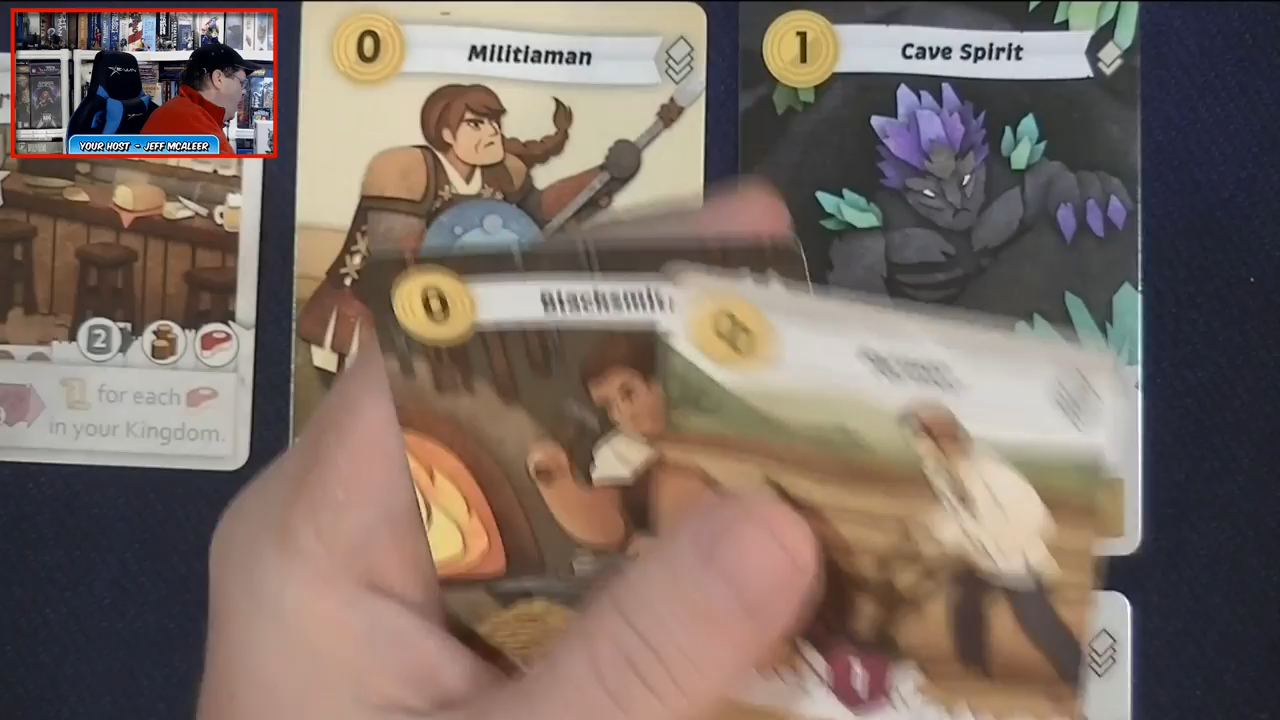 YOUR HOST - JEFF MCALEER
0
Militiaman
1
Cave Spirit
2
for each
in your Kingdom.
0